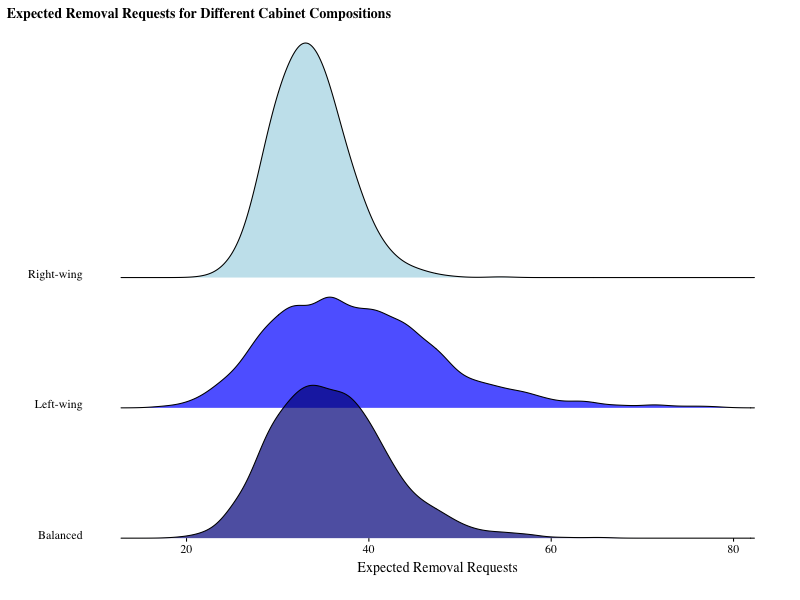 Expected Removal Requests for Different Cabinet Compositions
Right-wing
Left-wing
Balanced
20 40 60 80
Expected Removal Requests